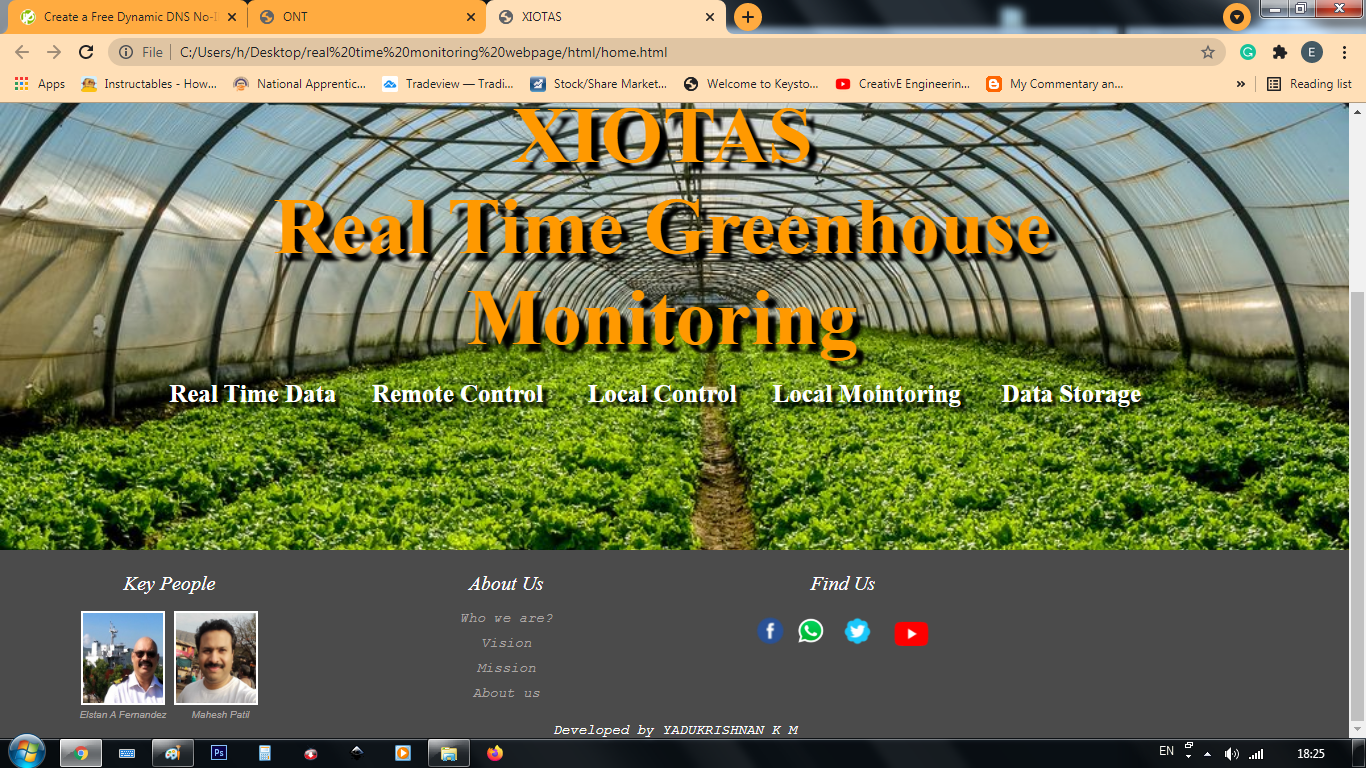 Create a Free Dynamic DNS No-I
ONT
XIOTAS
File
C:/Users/h/Desktop/real%20time%20monitoring%20webpage/html/home.html
G
E
Apps
Instructables - How...
National Apprentic...
Tradeview — Tradi...
Stock/Share Market...
Welcome to Keysto...
CreativE Engineerin...
My Commentary an...
»
Reading list
XIOTAS
Real Time Greenhouse
Monitoring
Real Time Data Remote Control Local Control Local Mointoring Data Storage
Key People
About Us
Find Us
Who we are?
Vision
Mission
About us
Elstan A Fernandez
Mahesh Patil
Developed by YADUKRISHNAN K M
Ps
EN
18:25